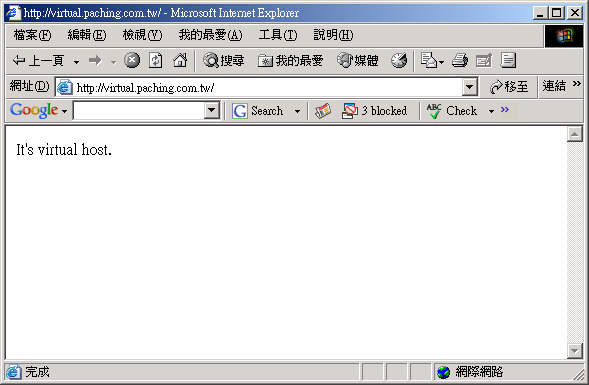 http://virtual.paching.com.tw/ - Microsoft Internet Explorer
檔案(F) 編輯(E) 檢視(V) 我的最愛(A) 工具(T) 說明(H)
上一頁 搜尋 我的最愛 媒體
網址(D) http://virtual.paching.com.tw/ 移至 連結 »
Google G Search 3 blocked ABC Check »
It's virtual host.
完成 網際網路